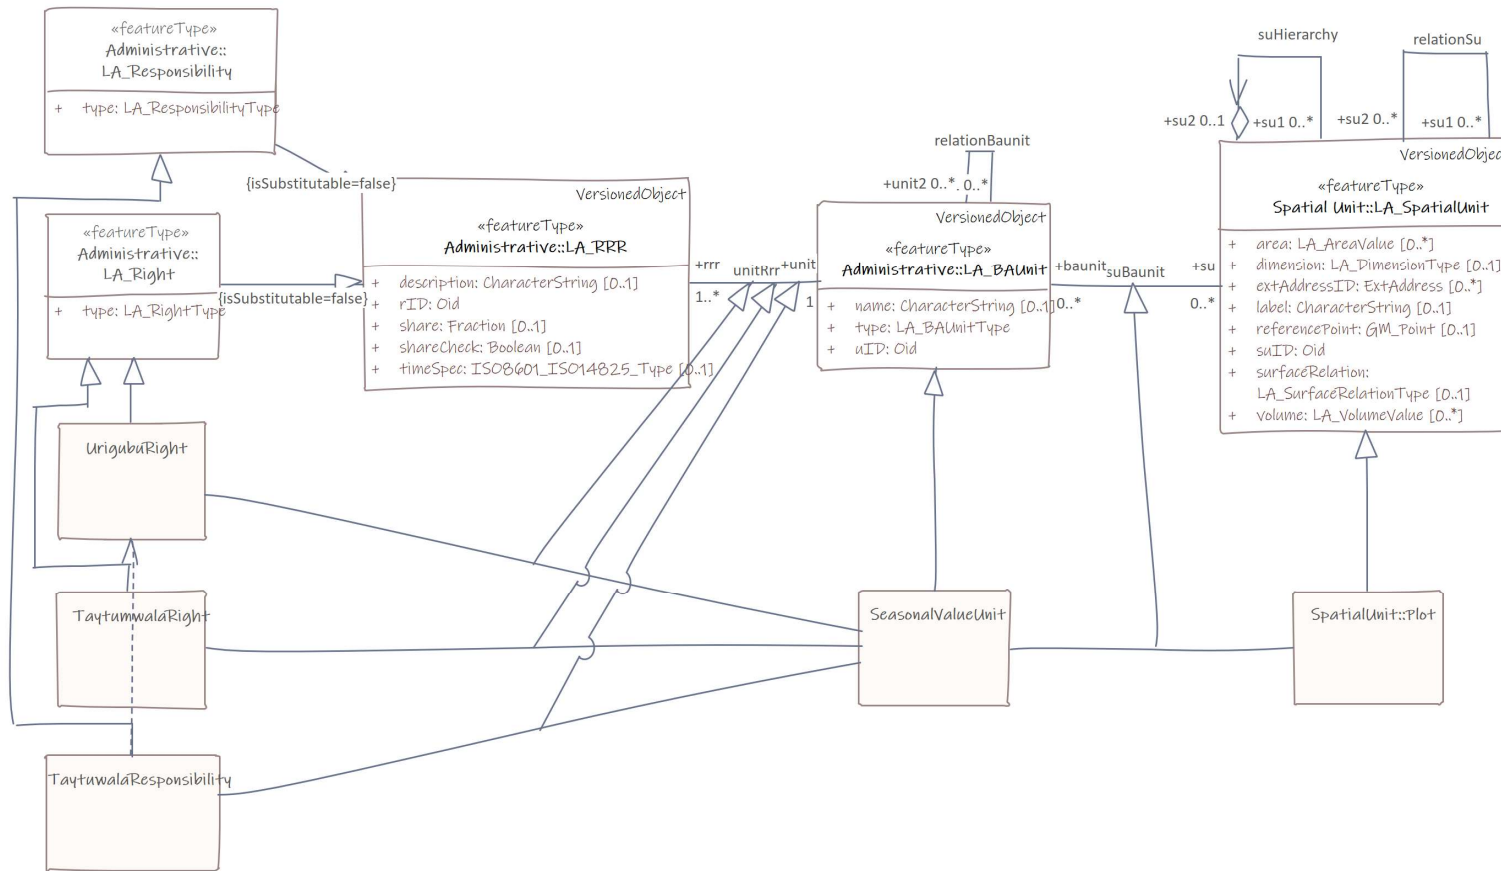 «featureType»
Administrative::
LA_Responsibility
+ type: LA_ResponsibilityType
{isSubstitutable=false}
«featureType»
Administrative::
LA_Right
+ type: LA_RightType
{isSubstitutable=false}
VersionedObject
«featureType»
Administrative::LA_RRR
+ description: CharacterString [0..1]
+ rID: Oid
+ share: Fraction [0..1]
+ shareCheck: Boolean [0..1]
+ timeSpec: ISO8601_ISO14825_Type [0..1]
+rrr
1..*
unitRrr
+unit
1
relationBaunit
+unit2 0..*
0..*
VersionedObject
«featureType»
Administrative::LA_BAUnit
+ name: CharacterString [0..1]
+ type: LA_BAUnitType
+ uID: Oid
+baunit
0..*
suBaunit
+su
0..*
suHierarchy
+su2 0..1
+su1 0..*
relationSu
+su2 0..*
+su1 0..*
VersionedObjec
«featureType»
Spatial Unit::LA_SpatialUnit
+ area: LA_AreaValue [0..*]
+ dimension: LA_DimensionType [0..1]
+ extAddressID: ExtAddress [0..*]
+ label: CharacterString [0..1]
+ referencePoint: GM_Point [0..1]
+ suID: Oid
+ surfaceRelation:
LA_SurfaceRelationType [0..1]
+ volume: LA_VolumeValue [0..*]
UrigubuRight
TaytumwalaRight
TaytuwalaResponsibility
SeasonalValueUnit
SpatialUnit::Plot